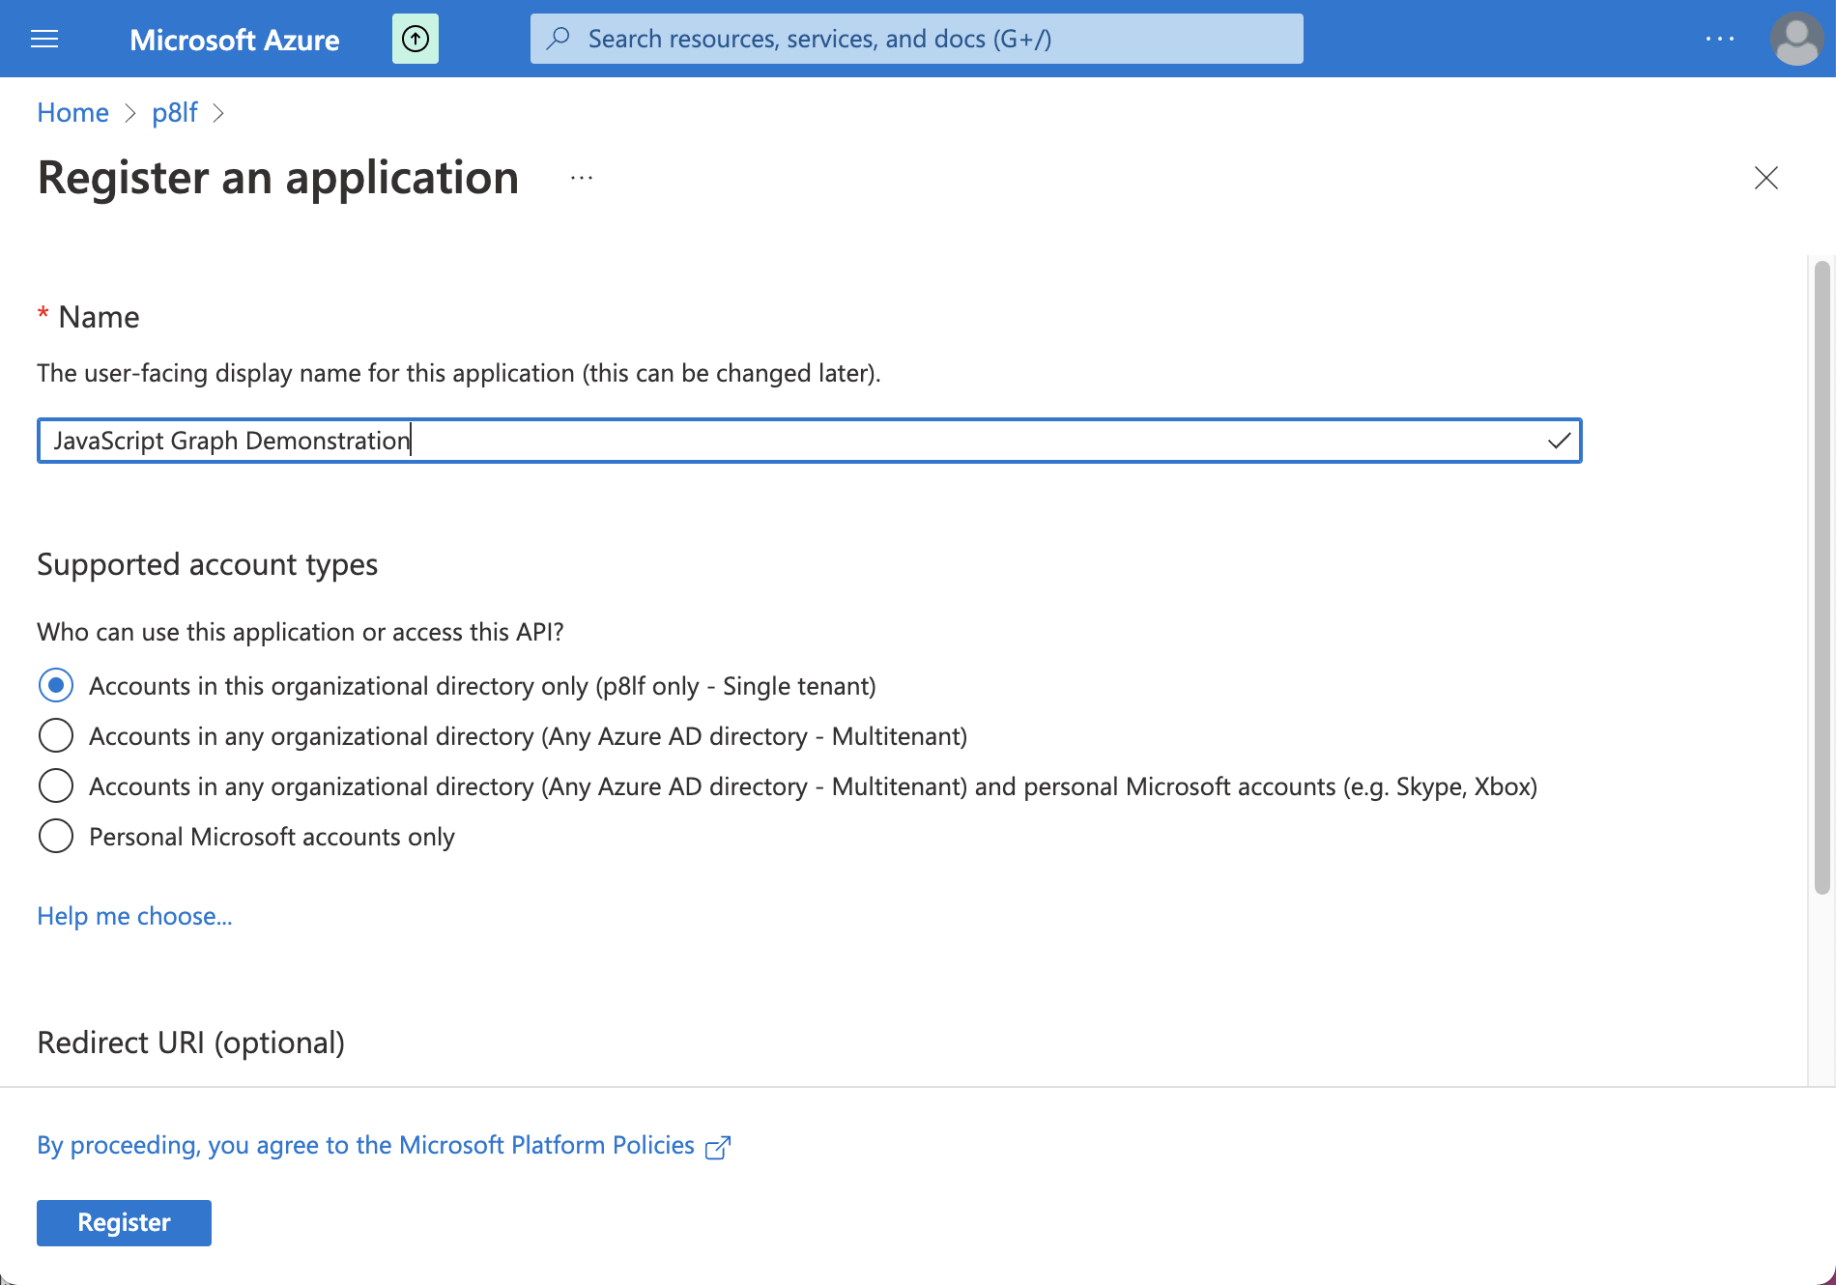 Microsoft Azure
Search resources, services, and docs (G+/)
...
Home > p8lf >
Register an application ...
* Name
The user-facing display name for this application (this can be changed later).
JavaScript Graph Demonstration
Supported account types
Who can use this application or access this API?
Accounts in this organizational directory only (p8lf only - Single tenant)
Accounts in any organizational directory (Any Azure AD directory - Multitenant)
Accounts in any organizational directory (Any Azure AD directory - Multitenant) and personal Microsoft accounts (e.g. Skype, Xbox)
Personal Microsoft accounts only
Help me choose...
Redirect URI (optional)
By proceeding, you agree to the Microsoft Platform Policies
Register